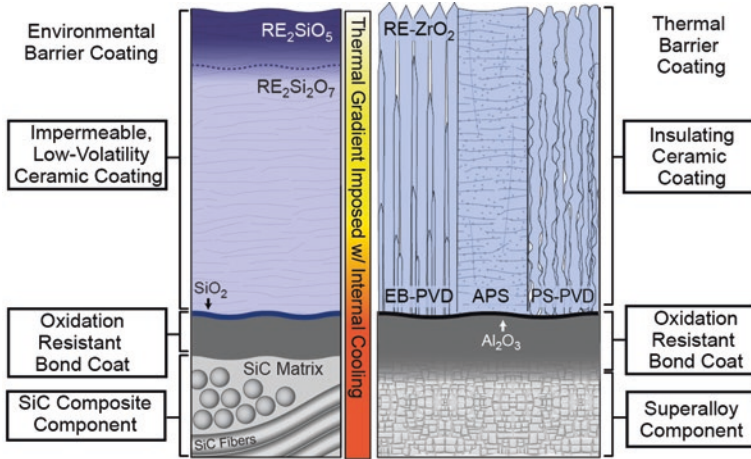 Environmental
Barrier Coating
Impermeable,
Low-Volatility
Ceramic Coating
Oxidation
Resistant
Bond Coat
SiC Composite
Component
RE₂SiO₅
RE₂Si₂O₇
SiO₂
SiC Matrix
SiC Fibers
Thermal Gradient Imposed w/ Internal Cooling
RE-ZrO₂
EB-PVD
APS
PS-PVD
Al₂O₃
Thermal
Barrier
Coating
Insulating
Ceramic
Coating
Oxidation
Resistant
Bond Coat
Superalloy
Component